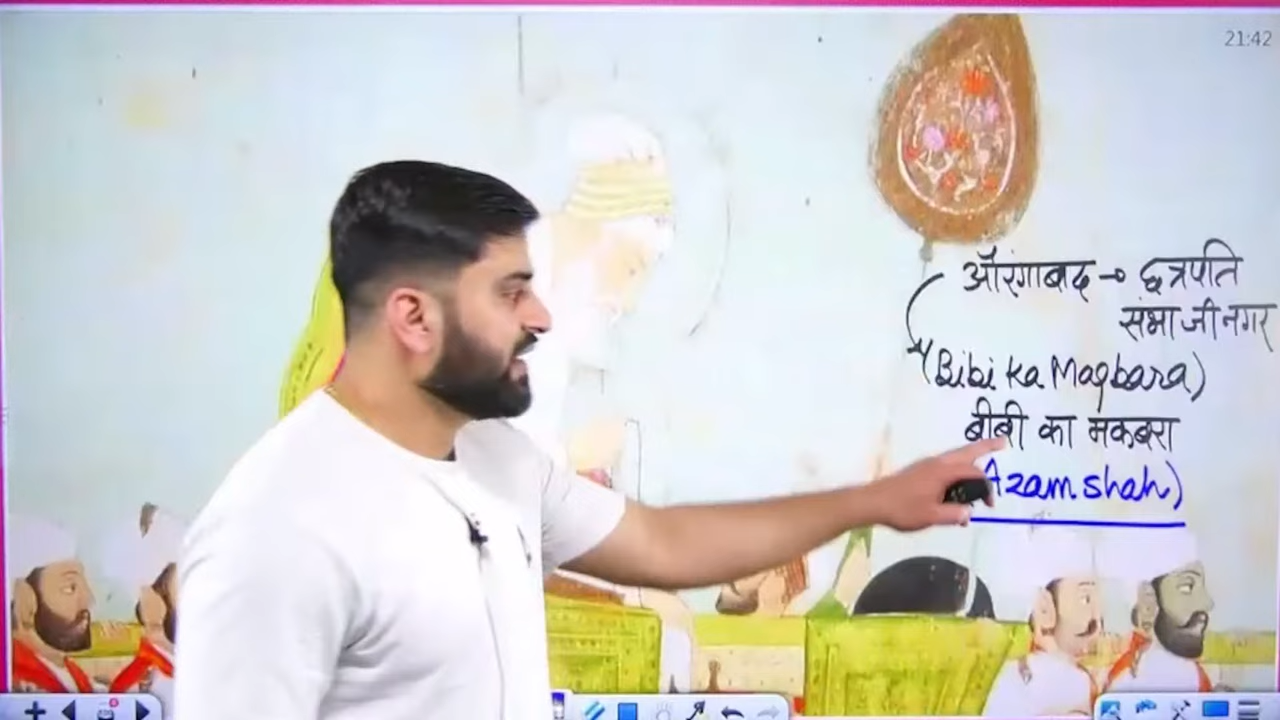 21:42
औरंगाबाद → छत्रपति
संभाजीनगर
(Bibi ka Maqbara)
बीबी का मकबरा
Azam shah)